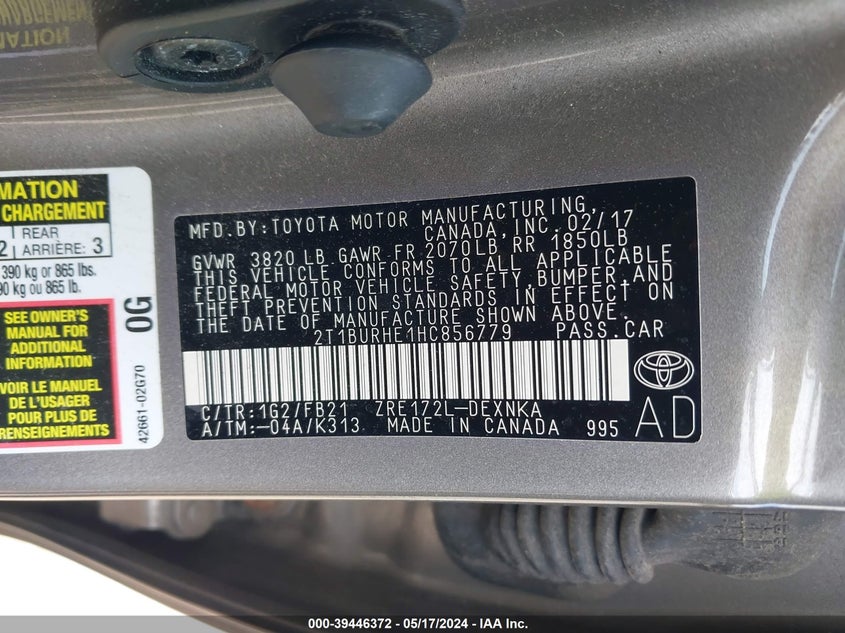 MATION
CHARGEMENT
REAR
2 ARRIÈRE: 3
390 kg or 865 lbs.
90 kg ou 865 lb.
SEE OWNER'S
MANUAL FOR
ADDITIONAL
INFORMATION
VOIR LE MANUEL
DE L'USAGER
POUR PLUS DE
RENSEIGNEMENTS
0G
42661-02G70
MFD.BY:TOYOTA MOTOR MANUFACTURING,
CANADA, INC. 02/17
GVWR 3820 LB GAWR FR 2070LB, RR 1850LB
THIS VEHICLE CONFORMS TO ALL APPLICABLE
FEDERAL MOTOR VEHICLE SAFETY, BUMPER, AND
THEFT PREVENTION STANDARDS IN EFFECT ON
THE DATE OF MANUFACTURE SHOWN ABOVE.
2T1BURHE1HC856779 PASS.CAR
C/TR:1G2/FB21 ZRE172L-DEXNKA
A/TM:-04A/K313 MADE IN CANADA 995
AD
000-39446372 - 05/17/2024 - IAA Inc.